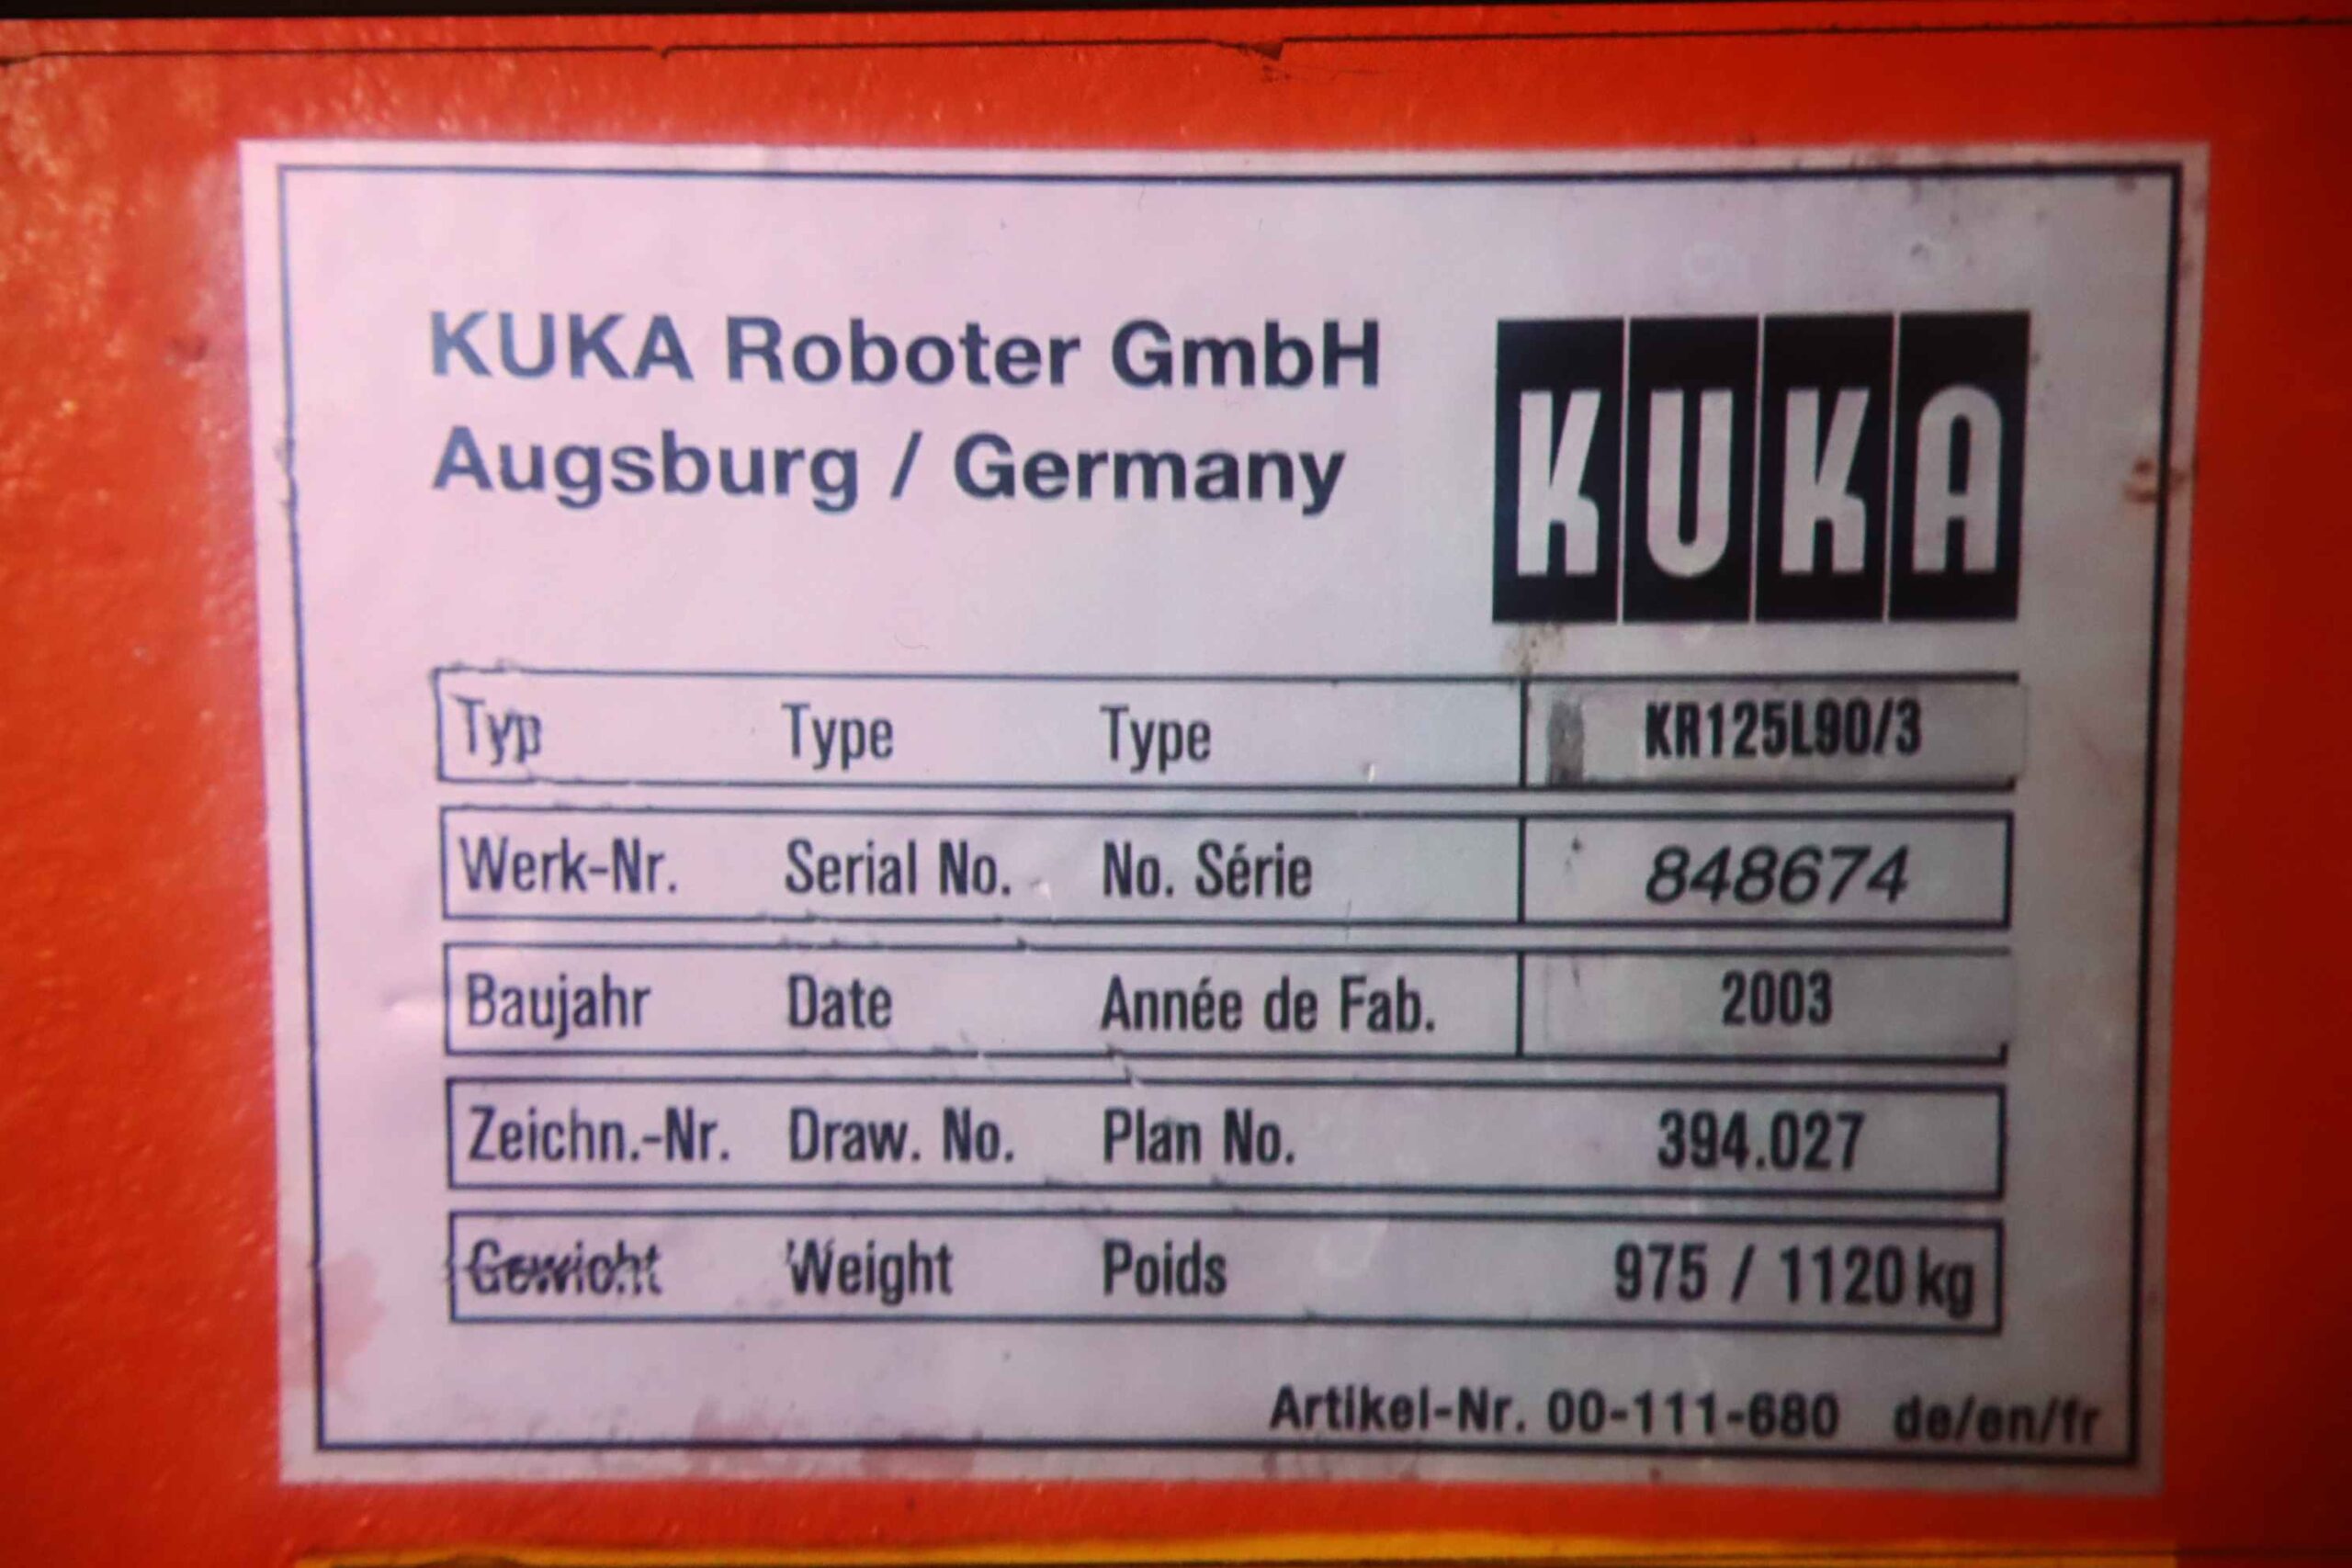 KUKA Roboter GmbH
Augsburg / Germany
KUKA
Typ Type Type KR125L90/3
Werk-Nr. Serial No. No. Série 848674
Baujahr Date Année de Fab. 2003
Zeichn.-Nr. Draw. No. Plan No. 394.027
Gewicht Weight Poids 975 / 1120 kg
Artikel-Nr. 00-111-680 de/en/fr